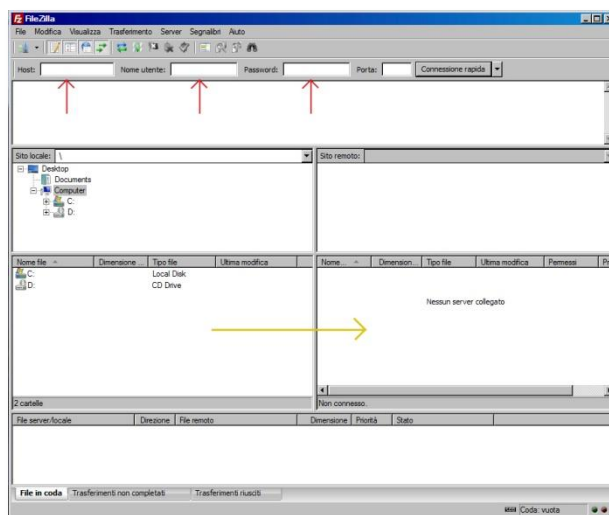 FileZilla
File Modifica Visualizza Trasferimento Server Segnalibri Aiuto
Host: Nome utente: Password: Porta: Connessione rapida
Sito locale: \ Sito remoto:
Desktop
Documents
Computer
C:
D:
Nome file Dimensione ... Tipo file Ultima modifica Nome... Dimension... Tipo file Ultima modifica Permessi Pr
C: Local Disk
D: CD Drive
Nessun server collegato
2 cartelle Non connesso.
File server/locale Direzione File remoto Dimensione Priorità Stato
File in coda Trasferimenti non completati Trasferimenti riusciti
Coda: vuota